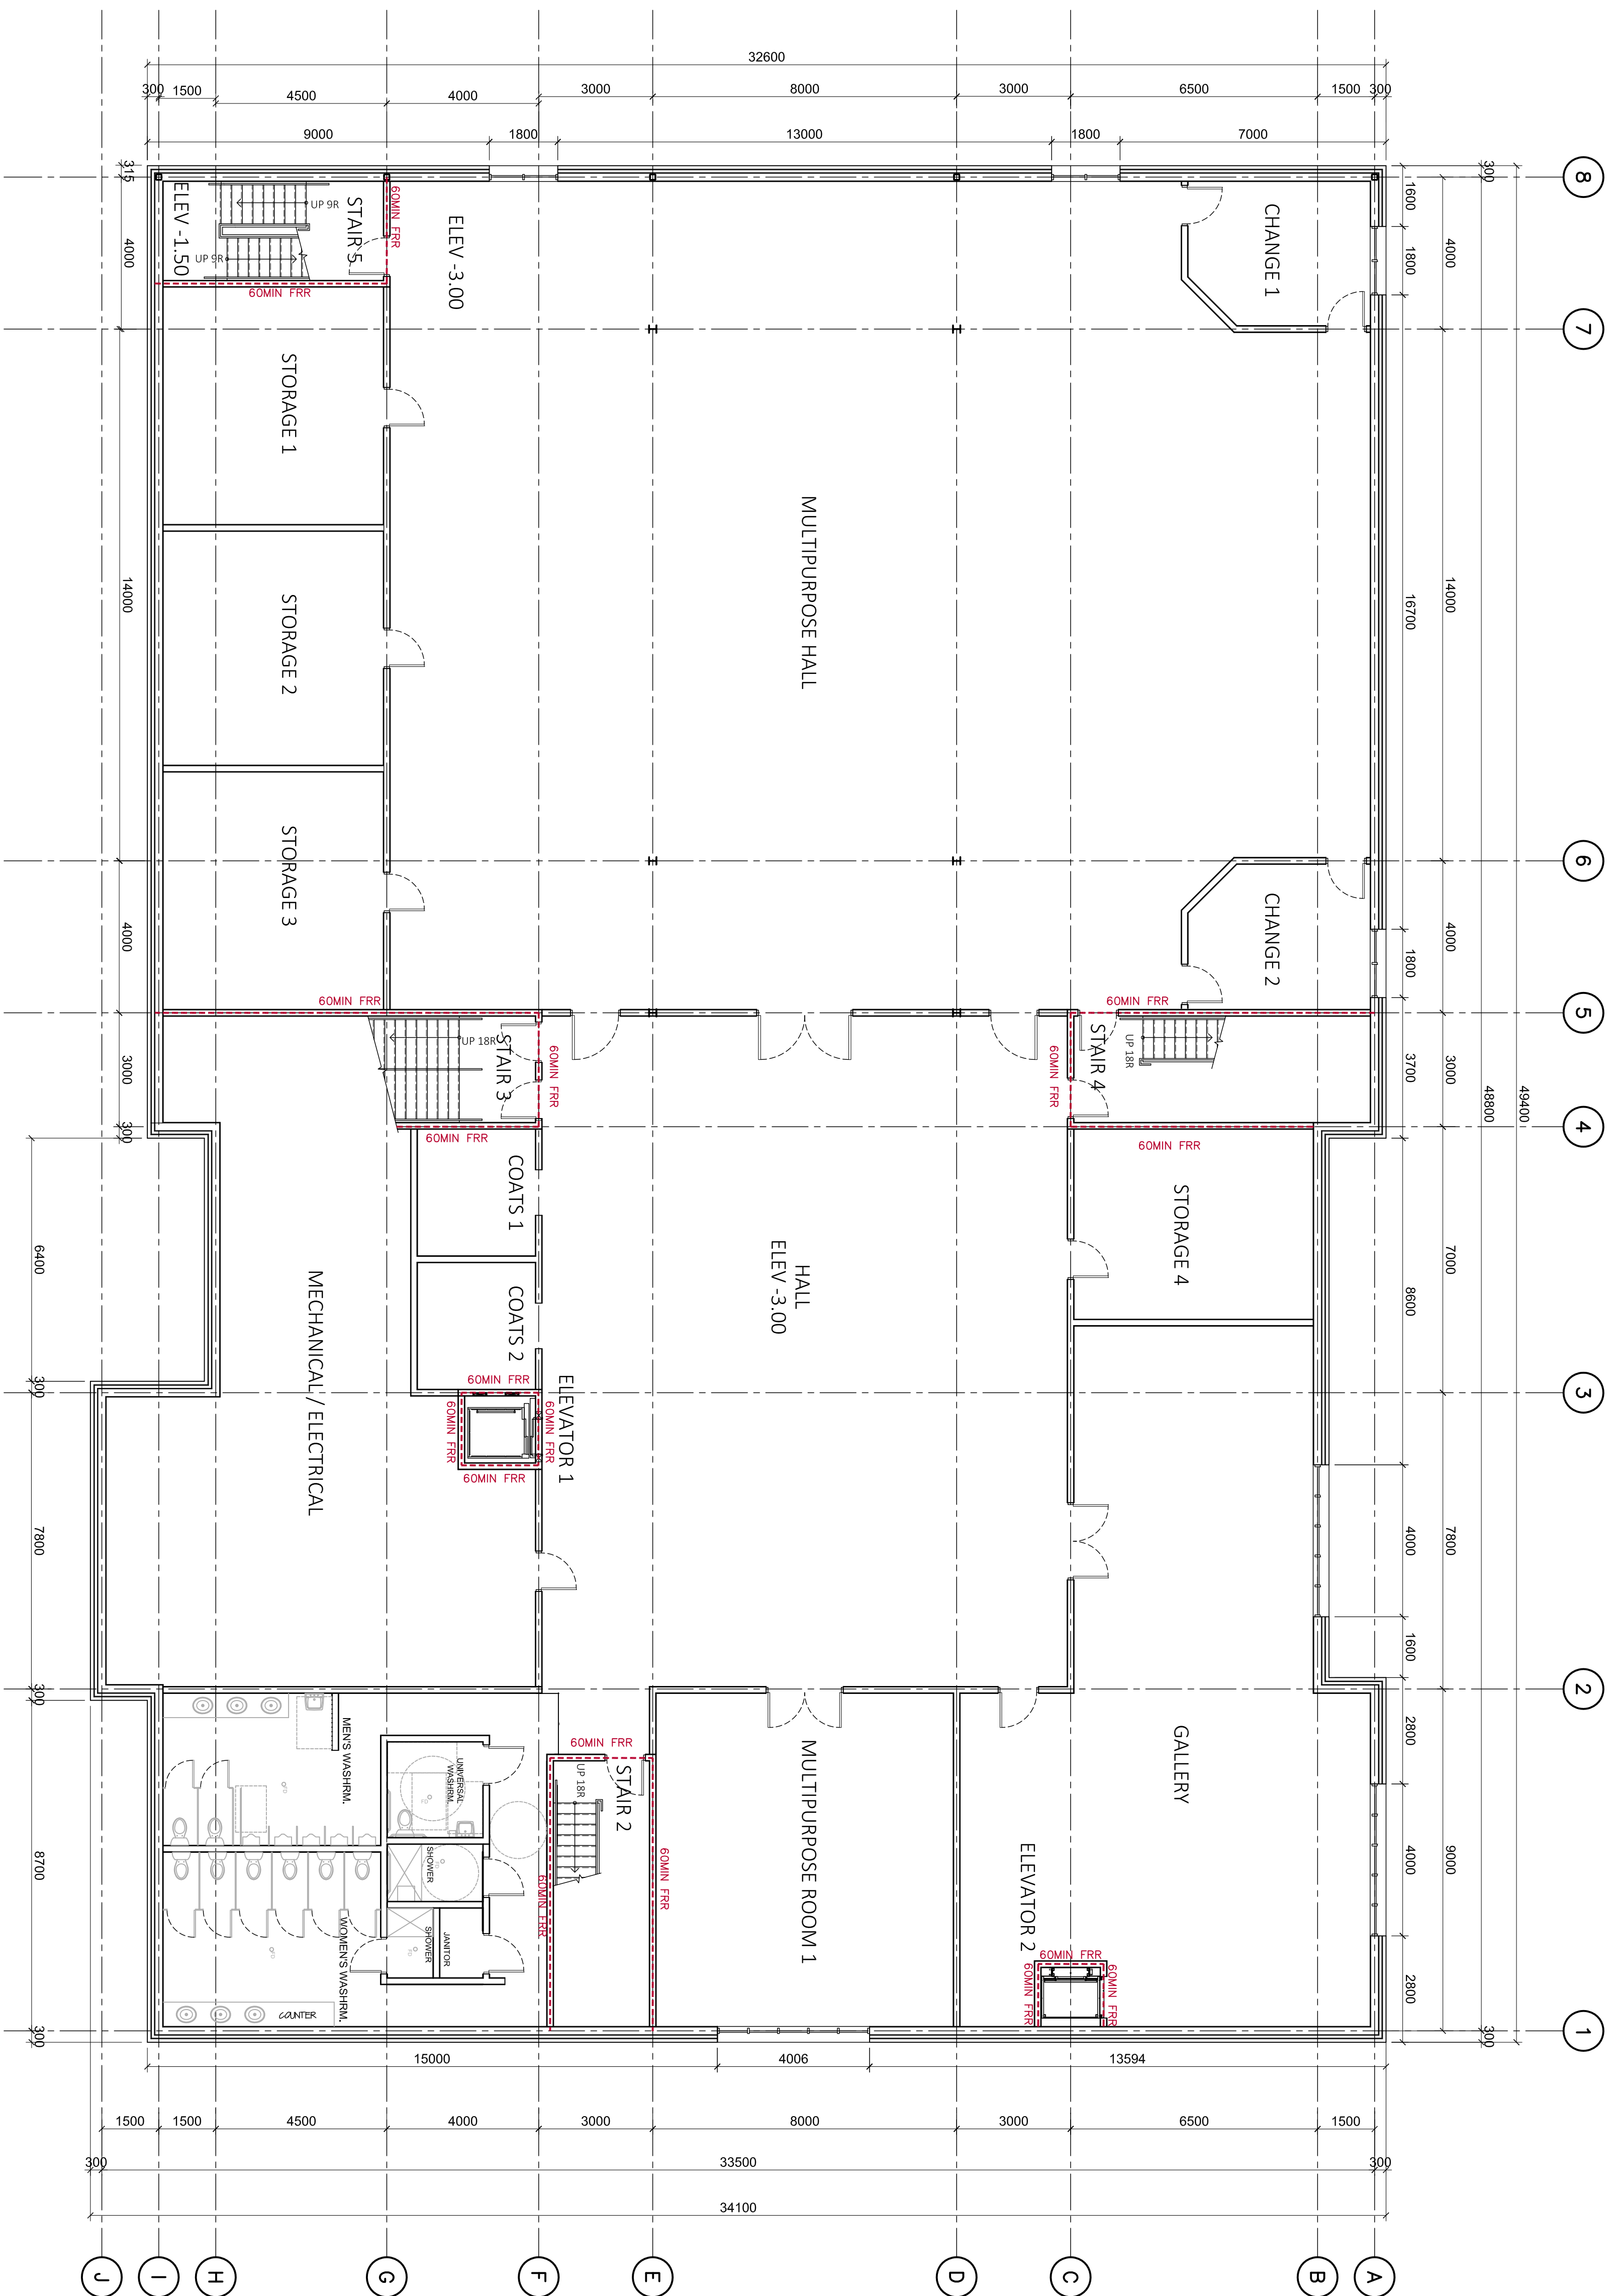 32600
300
1500
4500
4000
3000
8000
3000
6500
1500
300
9000
1800
13000
1800
7000
8
7
6
5
4
3
2
1
300
4000
14000
4000
3000
7000
7800
9000
300
48800
49400
1600
1800
16700
1800
3700
8600
4000
1600
2800
4000
2800
315
4000
14000
4000
3000
300
6400
300
7800
300
8700
300
ELEV -1.50
UP 9R
UP 9R
STAIR 5
60MIN FRR
60MIN FRR
ELEV -3.00
CHANGE 1
STORAGE 1
MULTIPURPOSE HALL
STORAGE 2
STORAGE 3
CHANGE 2
60MIN FRR
60MIN FRR
UP 18R
STAIR 3
60MIN FRR
60MIN FRR
60MIN FRR
STAIR 4
UP 18R
60MIN FRR
COATS 1
COATS 2
STORAGE 4
HALL
ELEV -3.00
MECHANICAL / ELECTRICAL
60MIN FRR
60MIN FRR
60MIN FRR
60MIN FRR
ELEVATOR 1
MEN'S WASHRM.
UNIVERSAL
WASHRM.
SHOWER
SHOWER
JANITOR
WOMEN'S WASHRM.
COUNTER
60MIN FRR
UP 18R
STAIR 2
60MIN FRR
60MIN FRR
MULTIPURPOSE ROOM 1
GALLERY
ELEVATOR 2
60MIN FRR
60MIN FRR
60MIN FRR
15000
4006
13594
1500
1500
4500
4000
3000
8000
3000
6500
1500
300
33500
300
34100
J
I
H
G
F
E
D
C
B
A